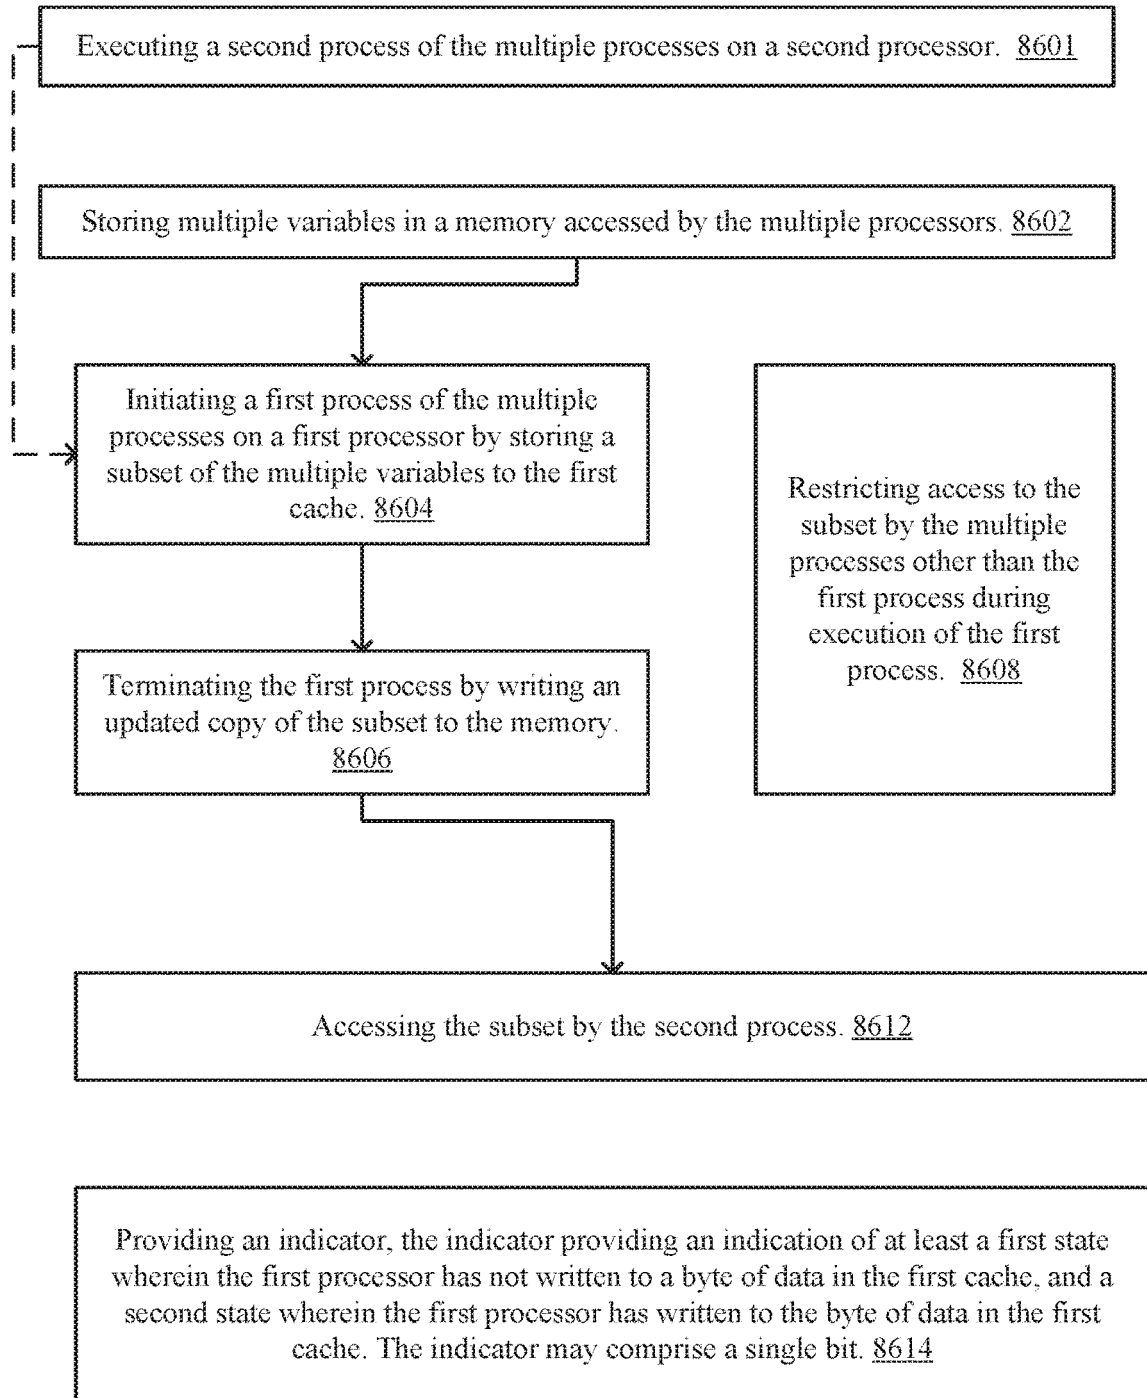 Executing a second process of the multiple processes on a second processor. 8601
Storing multiple variables in a memory accessed by the multiple processors. 8602
Initiating a first process of the multiple
processes on a first processor by storing a
subset of the multiple variables to the first
cache. 8604
Restricting access to the
subset by the multiple
processes other than the
first process during
execution of the first
process. 8608
Terminating the first process by writing an
updated copy of the subset to the memory.
8606
Accessing the subset by the second process. 8612
Providing an indicator, the indicator providing an indication of at least a first state
wherein the first processor has not written to a byte of data in the first cache, and a
second state wherein the first processor has written to the byte of data in the first
cache. The indicator may comprise a single bit. 8614